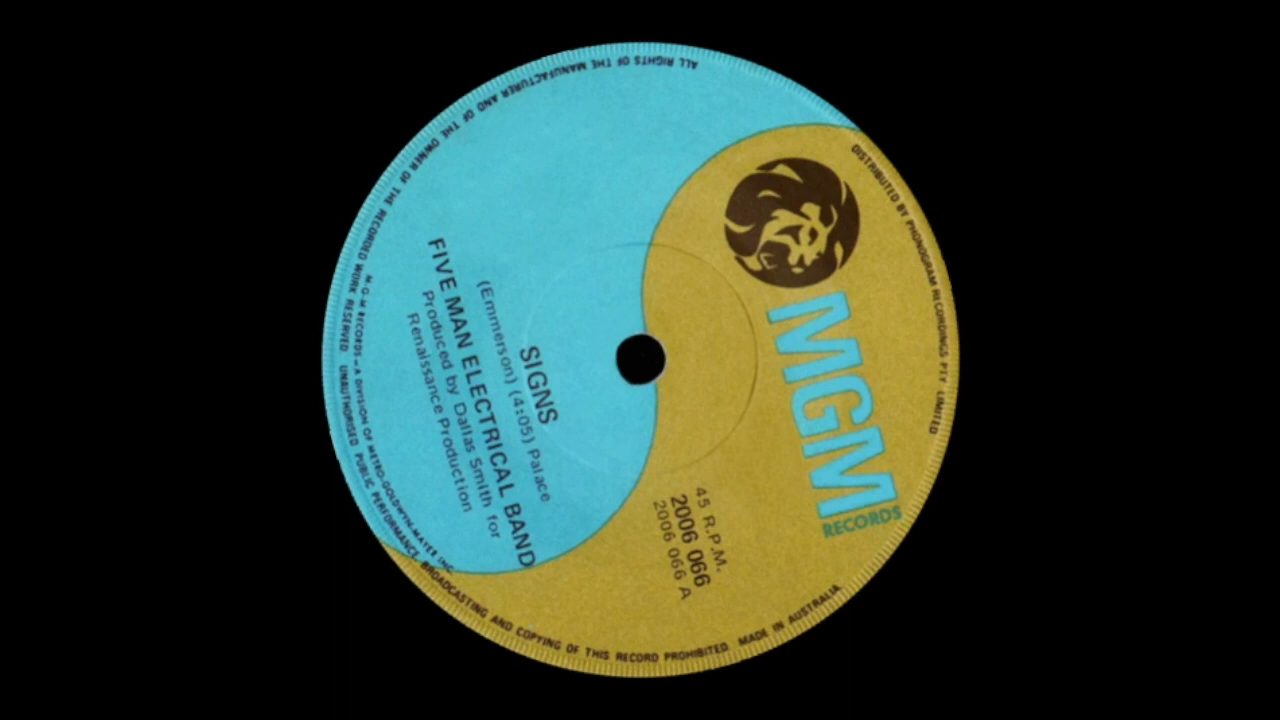 MGM
RECORDS
45 R.P.M.
2006 066
2006 066 A
SIGNS
(Emmerson) (4:05) Palace
FIVE MAN ELECTRICAL BAND
Produced by Dallas Smith for
Renaissance Production
M-G-M RECORDS—A DIVISION OF METRO-GOLDWYN-MAYER INC.
ALL RIGHTS OF THE MANUFACTURER AND OF THE OWNER OF THE RECORDED WORK RESERVED UNAUTHORISED PUBLIC PERFORMANCE BROADCASTING AND COPYING OF THIS RECORD PROHIBITED MADE IN AUSTRALIA
DISTRIBUTED BY PHONOGRAM RECORDINGS PTY LIMITED